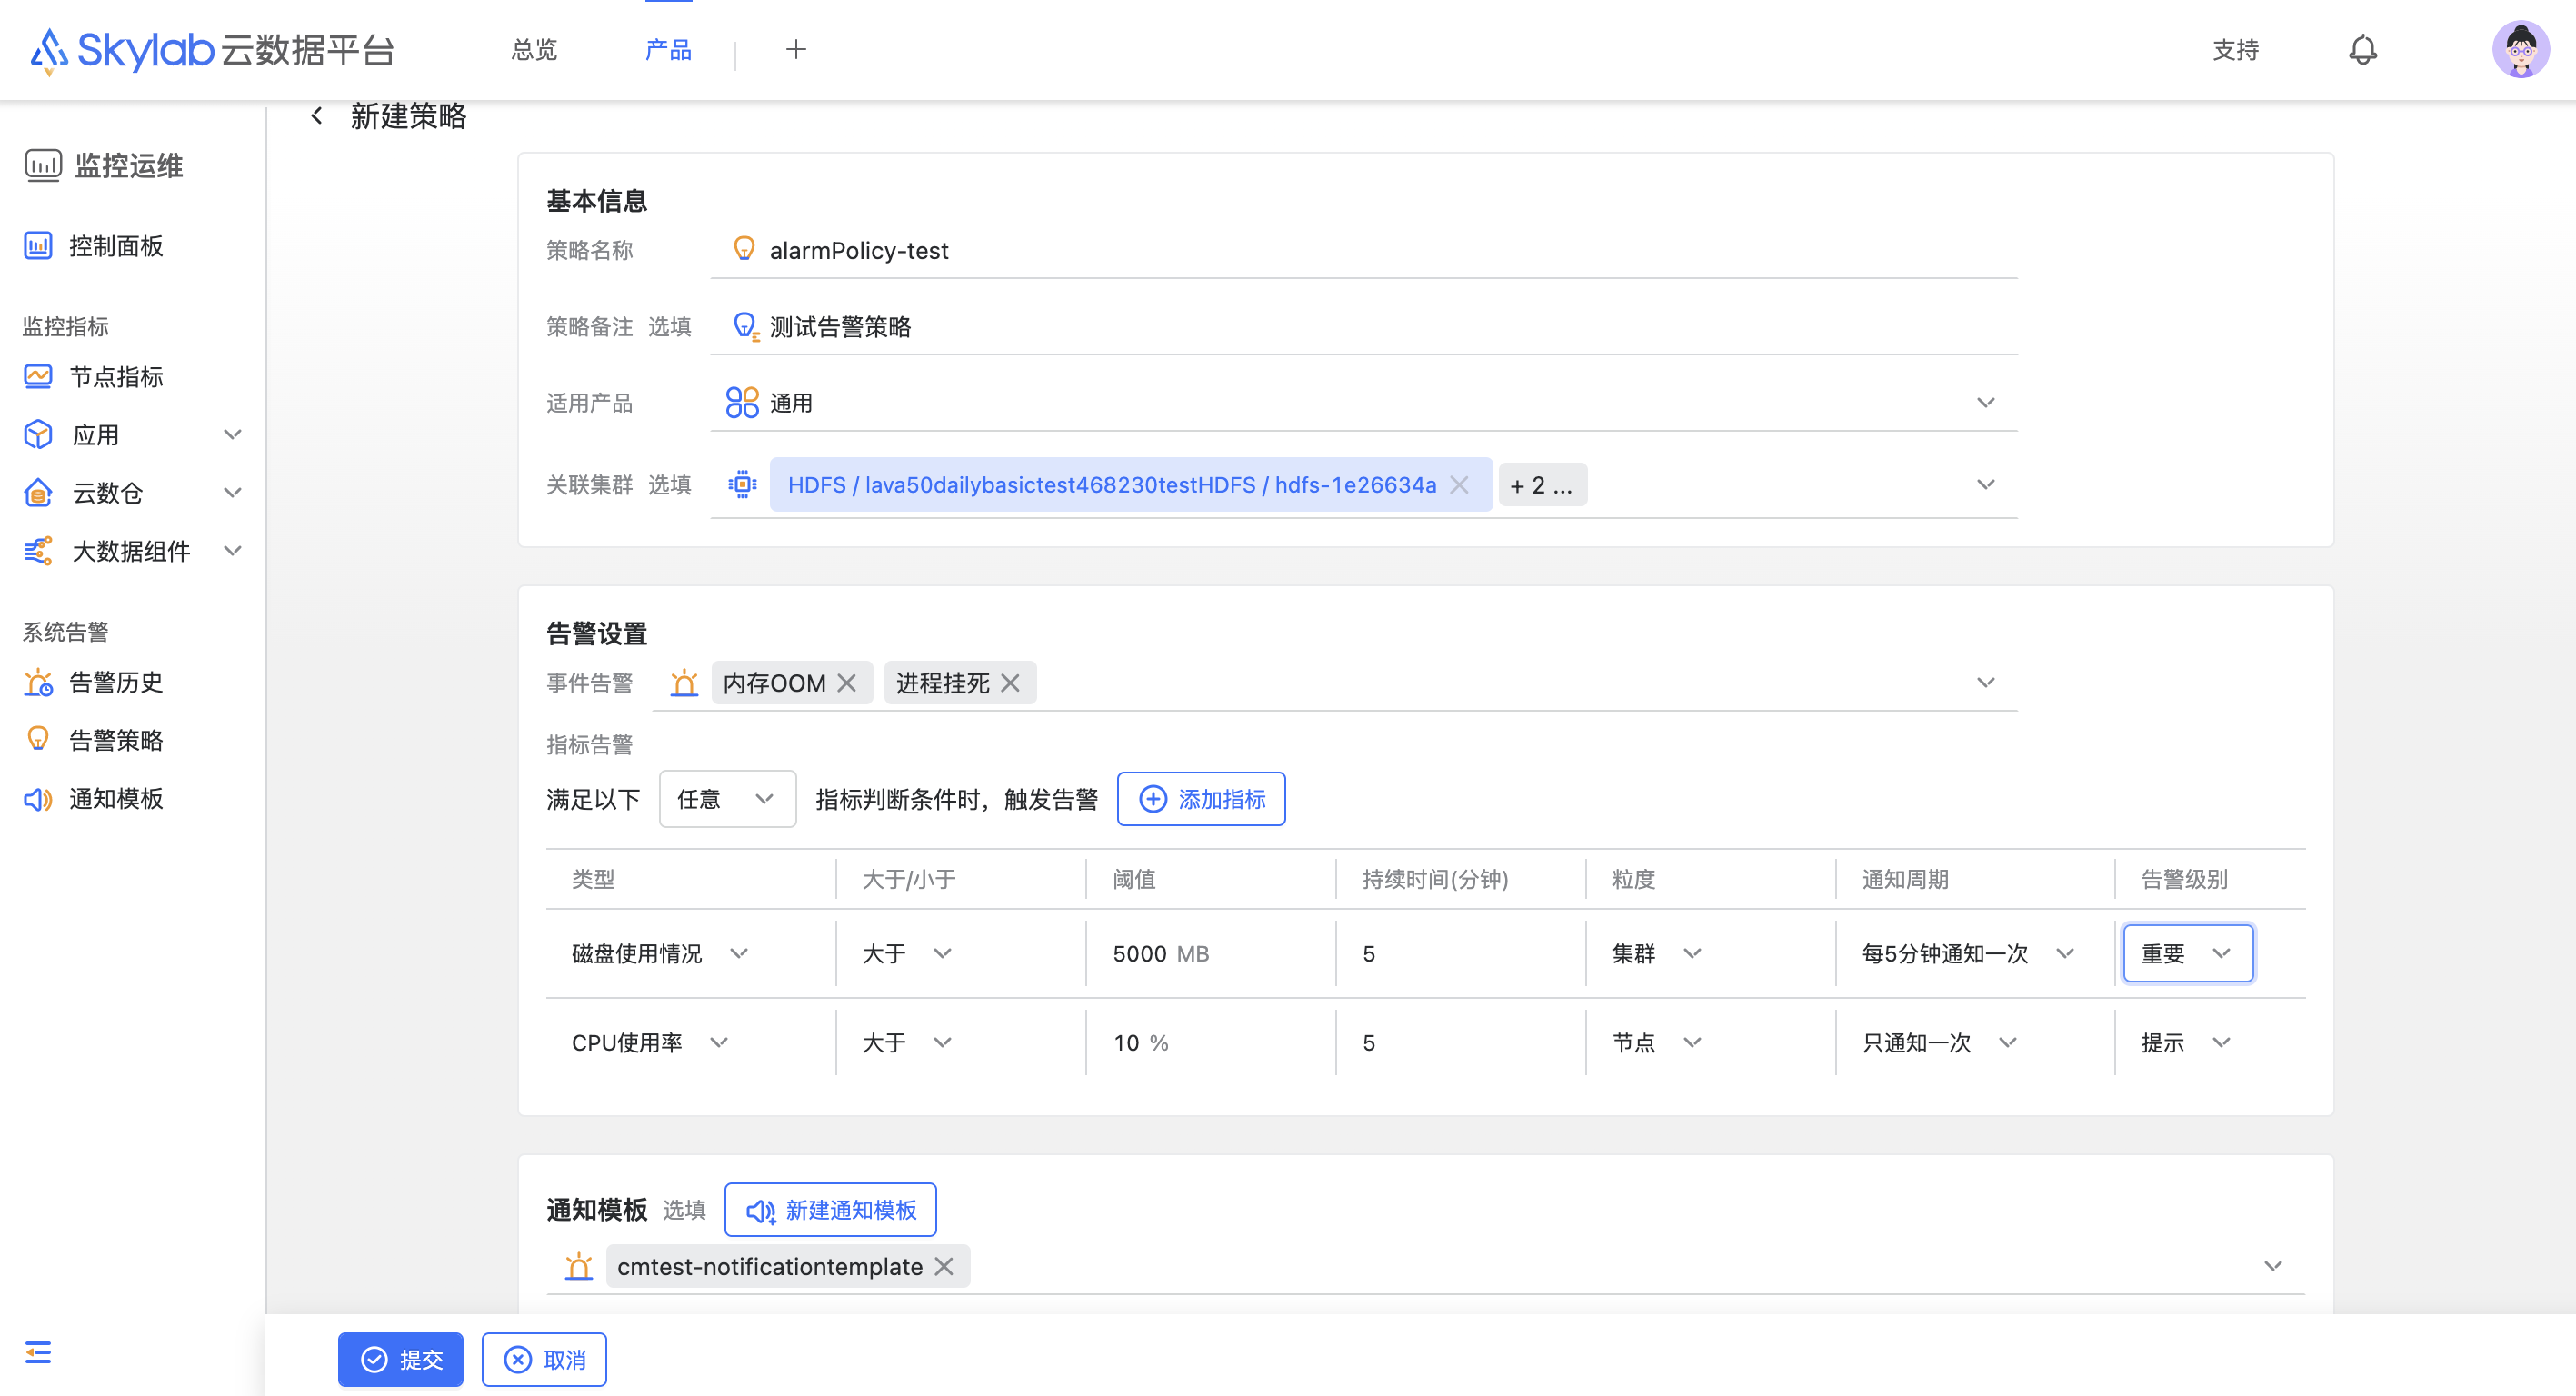 Skylab 云数据平台
总览
产品
支持
新建策略
监控运维
控制面板
监控指标
节点指标
应用
云数仓
大数据组件
系统告警
告警历史
告警策略
通知模板
基本信息
策略名称 alarmPolicy-test
策略备注 选填 测试告警策略
适用产品 通用
关联集群 选填 HDFS / lava50dailybasictest468230testHDFS / hdfs-1e26634a + 2 ...
告警设置
事件告警 内存OOM 进程挂死
指标告警
满足以下 任意 指标判断条件时，触发告警 添加指标
类型 大于/小于 阈值 持续时间(分钟) 粒度 通知周期 告警级别
磁盘使用情况 大于 5000 MB 5 集群 每5分钟通知一次 重要
CPU使用率 大于 10 % 5 节点 只通知一次 提示
通知模板 选填 新建通知模板
cmtest-notificationtemplate
提交 取消